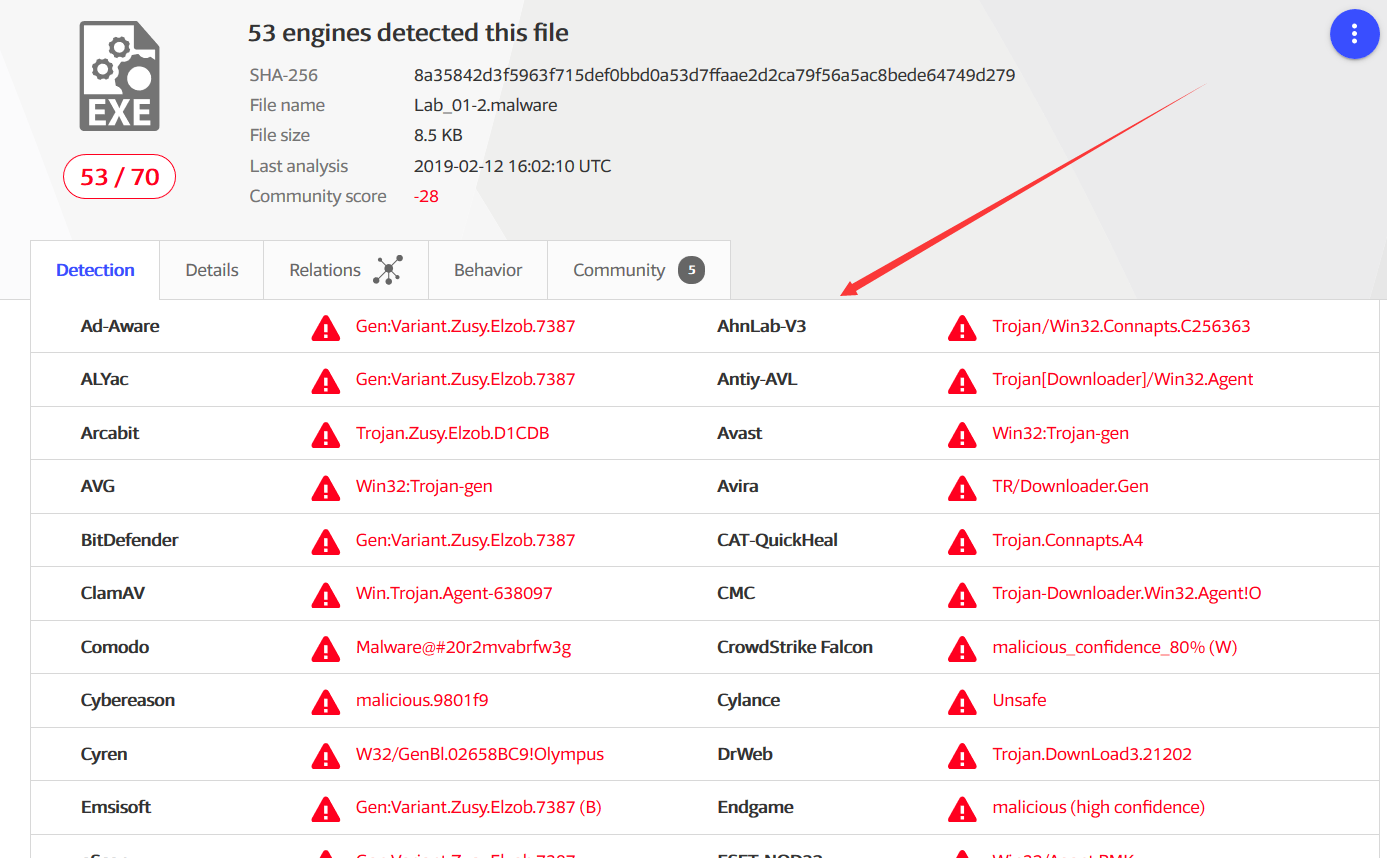 53 engines detected this file
SHA-256 8a35842d3f5963f715def0bbd0a53d7ffaae2d2ca79f56a5ac8bede64749d279
File name Lab_01-2.malware
File size 8.5 KB
Last analysis 2019-02-12 16:02:10 UTC
Community score -28
EXE
53 / 70
Detection Details Relations Behavior Community 5
Ad-Aware Gen:Variant.Zusy.Elzob.7387 AhnLab-V3 Trojan/Win32.Connapts.C256363
ALYac Gen:Variant.Zusy.Elzob.7387 Antiy-AVL Trojan[Downloader]/Win32.Agent
Arcabit Trojan.Zusy.Elzob.D1CDB Avast Win32:Trojan-gen
AVG Win32:Trojan-gen Avira TR/Downloader.Gen
BitDefender Gen:Variant.Zusy.Elzob.7387 CAT-QuickHeal Trojan.Connapts.A4
ClamAV Win.Trojan.Agent-638097 CMC Trojan-Downloader.Win32.Agent!O
Comodo Malware@#20r2mvabrfw3g CrowdStrike Falcon malicious_confidence_80% (W)
Cybereason malicious.9801f9 Cylance Unsafe
Cyren W32/GenBl.02658BC9!Olympus DrWeb Trojan.DownLoad3.21202
Emsisoft Gen:Variant.Zusy.Elzob.7387 (B) Endgame malicious (high confidence)